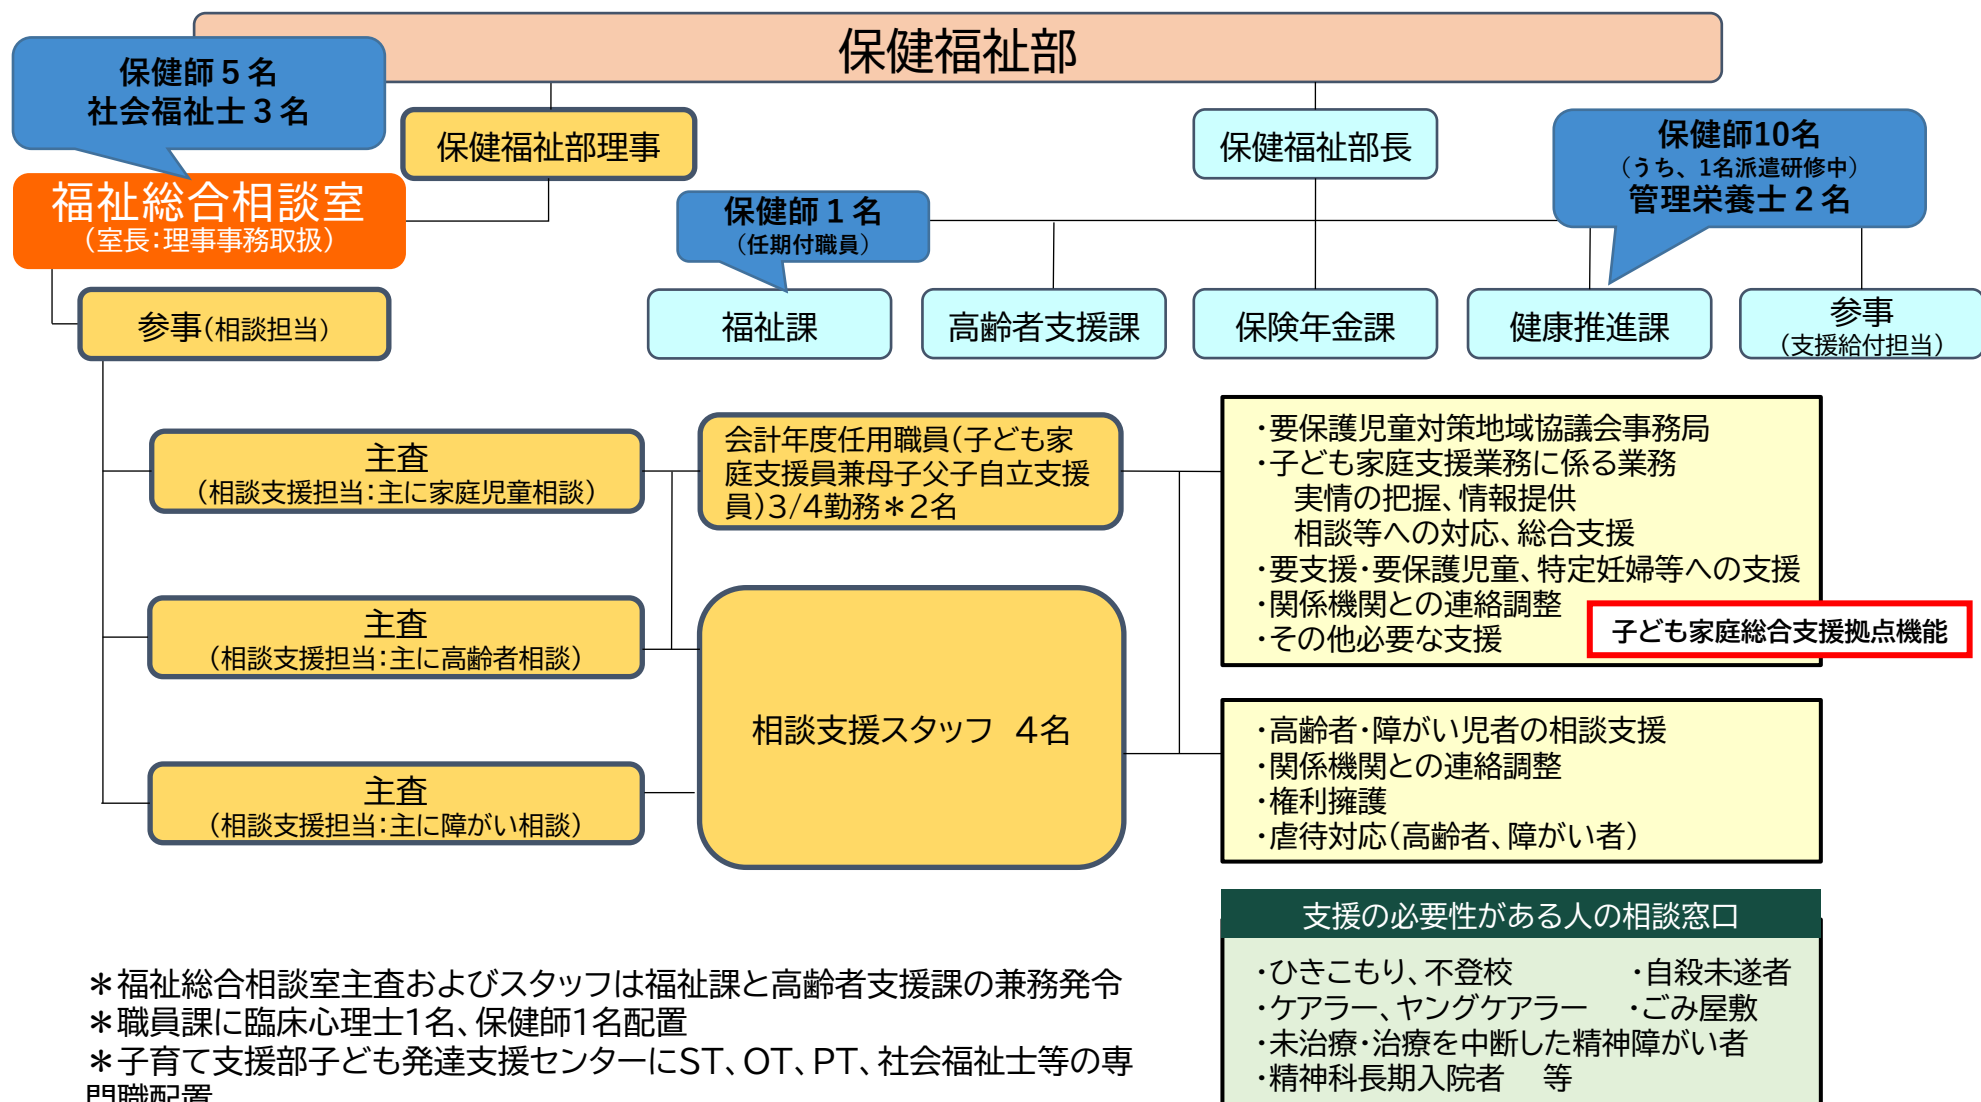 保健福祉部
保健師５名
社会福祉士３名
保健福祉部理事
保健福祉部長
保健師10名
（うち、1名派遣研修中）
管理栄養士２名
福祉総合相談室
（室長：理事事務取扱）
保健師１名
（任期付職員）
参事（相談担当）
福祉課
高齢者支援課
保険年金課
健康推進課
参事
（支援給付担当）
主査
（相談支援担当：主に家庭児童相談）
会計年度任用職員（子ども家
庭支援員兼母子父子自立支援
員）3/4勤務＊2名
・要保護児童対策地域協議会事務局
・子ども家庭支援業務に係る業務
実情の把握、情報提供
相談等への対応、総合支援
・要支援・要保護児童、特定妊婦等への支援
・関係機関との連絡調整
・その他必要な支援
子ども家庭総合支援拠点機能
主査
（相談支援担当：主に高齢者相談）
相談支援スタッフ　4名
・高齢者・障がい児者の相談支援
・関係機関との連絡調整
・権利擁護
・虐待対応（高齢者、障がい者）
主査
（相談支援担当：主に障がい相談）
支援の必要性がある人の相談窓口
・ひきこもり、不登校　・自殺未遂者
・ケアラー、ヤングケアラー　・ごみ屋敷
・未治療・治療を中断した精神障がい者
・精神科長期入院者　等
＊福祉総合相談室主査およびスタッフは福祉課と高齢者支援課の兼務発令
＊職員課に臨床心理士1名、保健師1名配置
＊子育て支援部子ども発達支援センターにST、OT、PT、社会福祉士等の専
門職配置